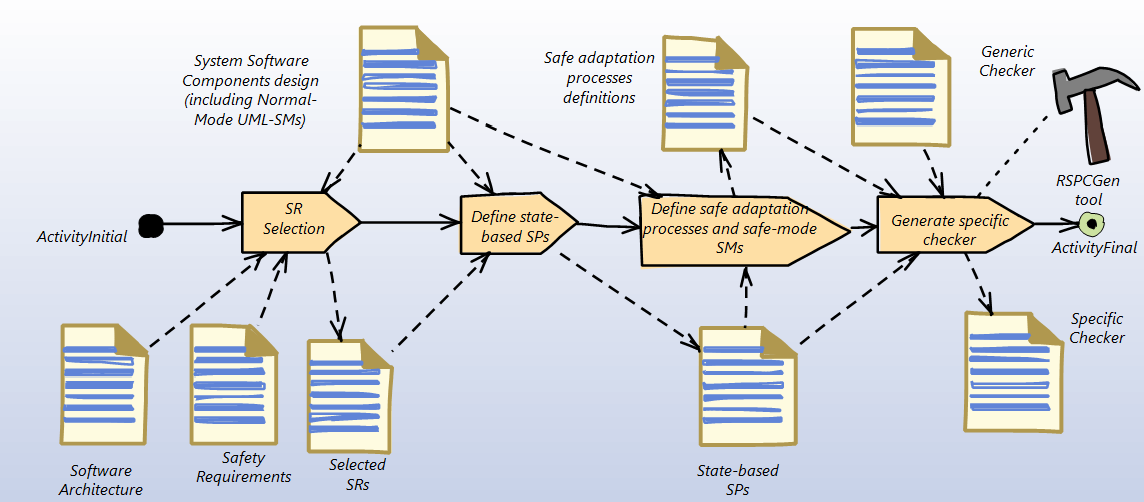 System Software
Components design
(including Normal-
Mode UML-SMs)
Safe adaptation
processes
definitions
Generic
Checker
RSPCGen
tool
ActivityInitial
SR
Selection
Define state-
based SPs
Define safe adaptation
processes and safe-mode
SMs
Generate specific
checker
ActivityFinal
Software
Architecture
Safety
Requirements
Selected
SRs
State-based
SPs
Specific
Checker